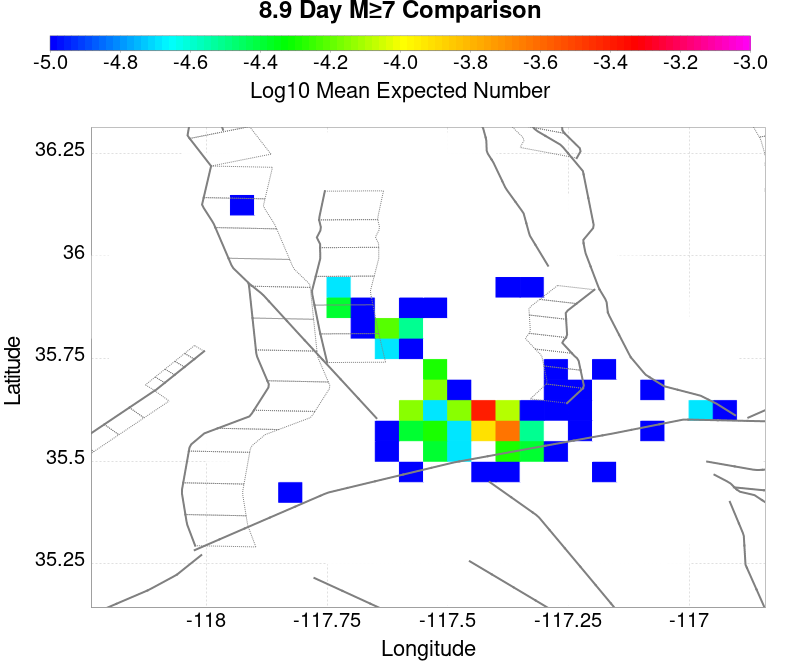 8.9 Day M≥7 Comparison
-5.0 -4.8 -4.6 -4.4 -4.2 -4.0 -3.8 -3.6 -3.4 -3.2 -3.0
Log10 Mean Expected Number
36.25
36
35.75
35.5
35.25
Latitude
-118 -117.75 -117.5 -117.25 -117
Longitude